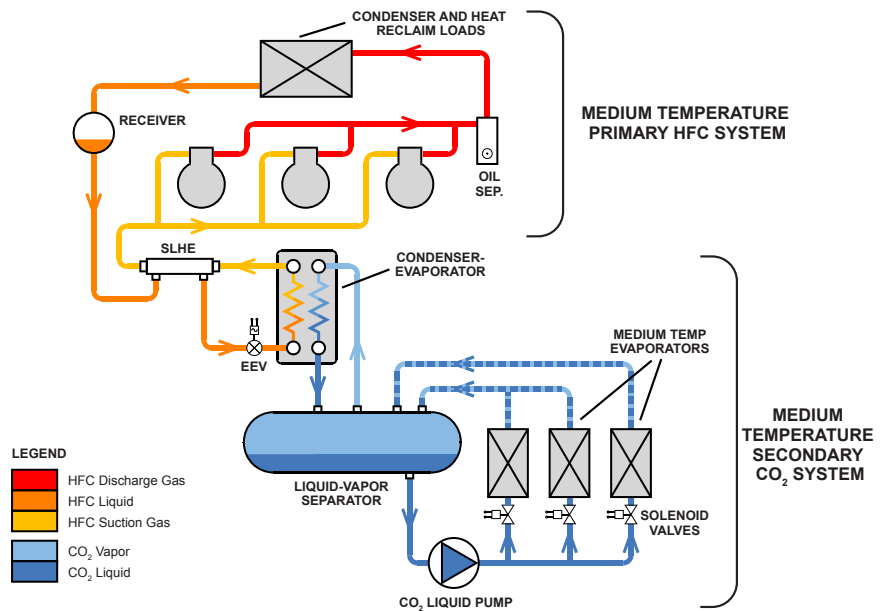 CONDENSER AND HEAT
RECLAIM LOADS
RECEIVER
MEDIUM TEMPERATURE
PRIMARY HFC SYSTEM
OIL
SEP.
SLHE
CONDENSER-
EVAPORATOR
EEV
MEDIUM TEMP
EVAPORATORS
MEDIUM
TEMPERATURE
SECONDARY
CO₂ SYSTEM
LIQUID-VAPOR
SEPARATOR
SOLENOID
VALVES
CO₂ LIQUID PUMP
LEGEND
HFC Discharge Gas
HFC Liquid
HFC Suction Gas
CO₂ Vapor
CO₂ Liquid